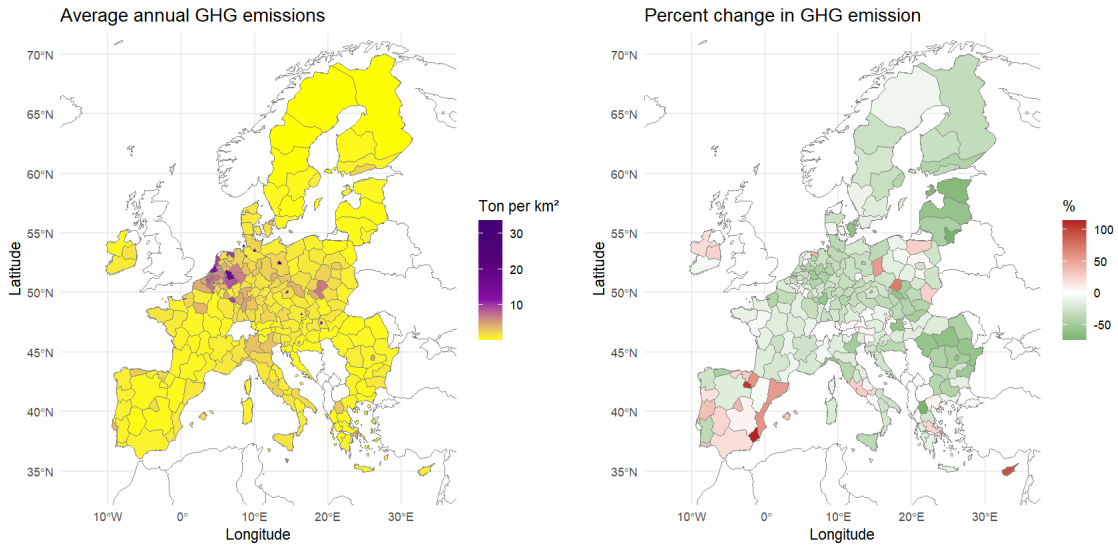 Average annual GHG emissions
70°N
65°N
60°N
55°N
50°N
45°N
40°N
35°N
Latitude
10°W 0° 10°E 20°E 30°E
Longitude
Ton per km²
30
20
10
Percent change in GHG emission
70°N
65°N
60°N
55°N
50°N
45°N
40°N
35°N
Latitude
10°W 0° 10°E 20°E 30°E
Longitude
%
100
50
0
-50